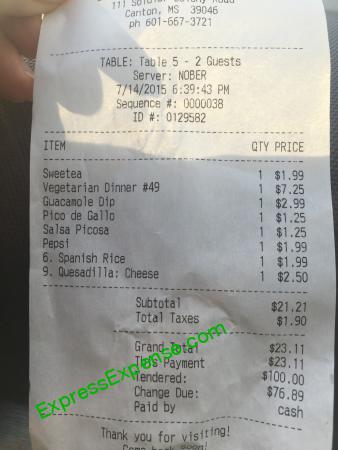 Canton, MS 39046
ph 601-667-3721
TABLE: Table 5 - 2 Guests
Server: NOBER
7/14/2015 6:39:43 PM
Sequence #: 0000038
ID #: 0129582
ITEM QTY PRICE
Sweetea 1 $1.99
Vegetarian Dinner #49 1 $7.25
Guacamole Dip 1 $2.99
Pico de Gallo 1 $1.25
Salsa Picosa 1 $1.25
Pepsi 1 $1.99
6. Spanish Rice 1 $1.99
9. Quesadilla: Cheese 1 $2.50
Subtotal $21.21
Total Taxes $1.90
Grand Total $23.11
This Payment $23.11
Tendered: $100.00
Change Due: $76.89
Paid by cash
Thank you for visiting!
Come back soon!
ExpressExpense.com